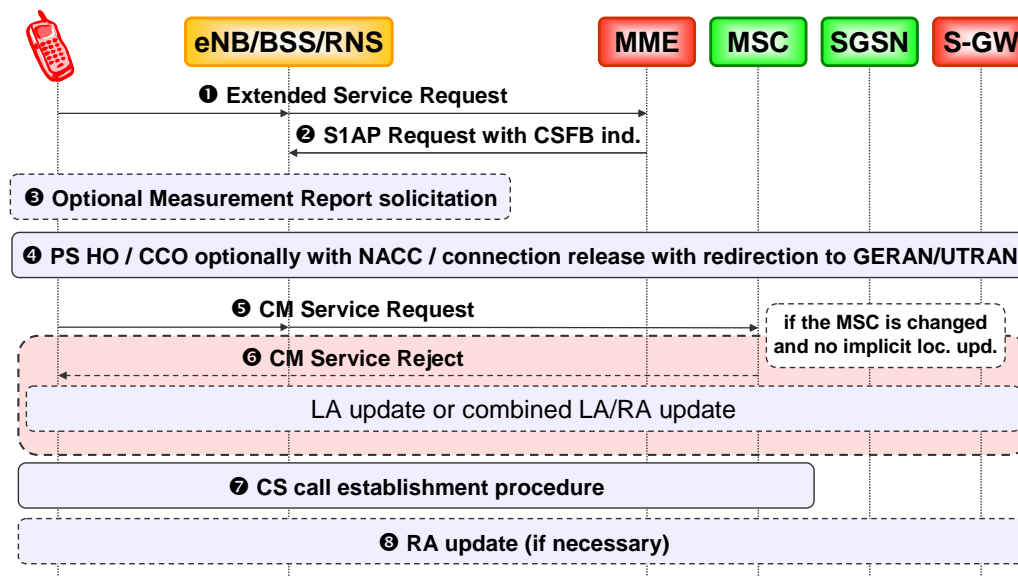 eNB/BSS/RNS MME MSC SGSN S-GW
❶ Extended Service Request
❷ S1AP Request with CSFB ind.
❸ Optional Measurement Report solicitation
❹ PS HO / CCO optionally with NACC / connection release with redirection to GERAN/UTRAN
❺ CM Service Request
if the MSC is changed
and no implicit loc. upd.
❻ CM Service Reject
LA update or combined LA/RA update
❼ CS call establishment procedure
❽ RA update (if necessary)